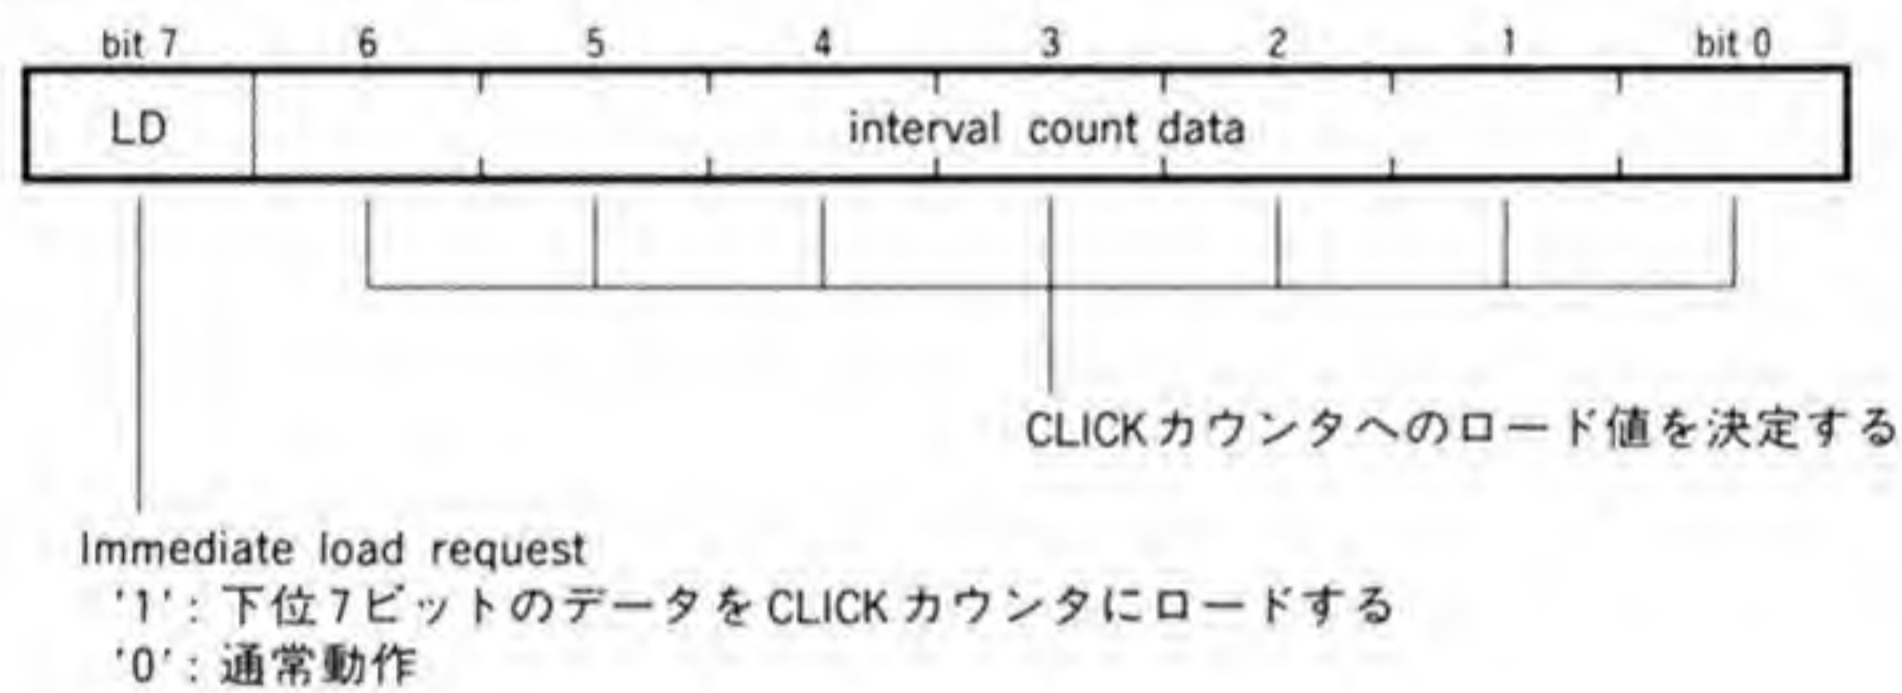 bit 7 6 5 4 3 2 1 bit 0
LD interval count data
CLICKカウンタへのロード値を決定する
Immediate load request
'1': 下位7ビットのデータをCLICKカウンタにロードする
'0': 通常動作